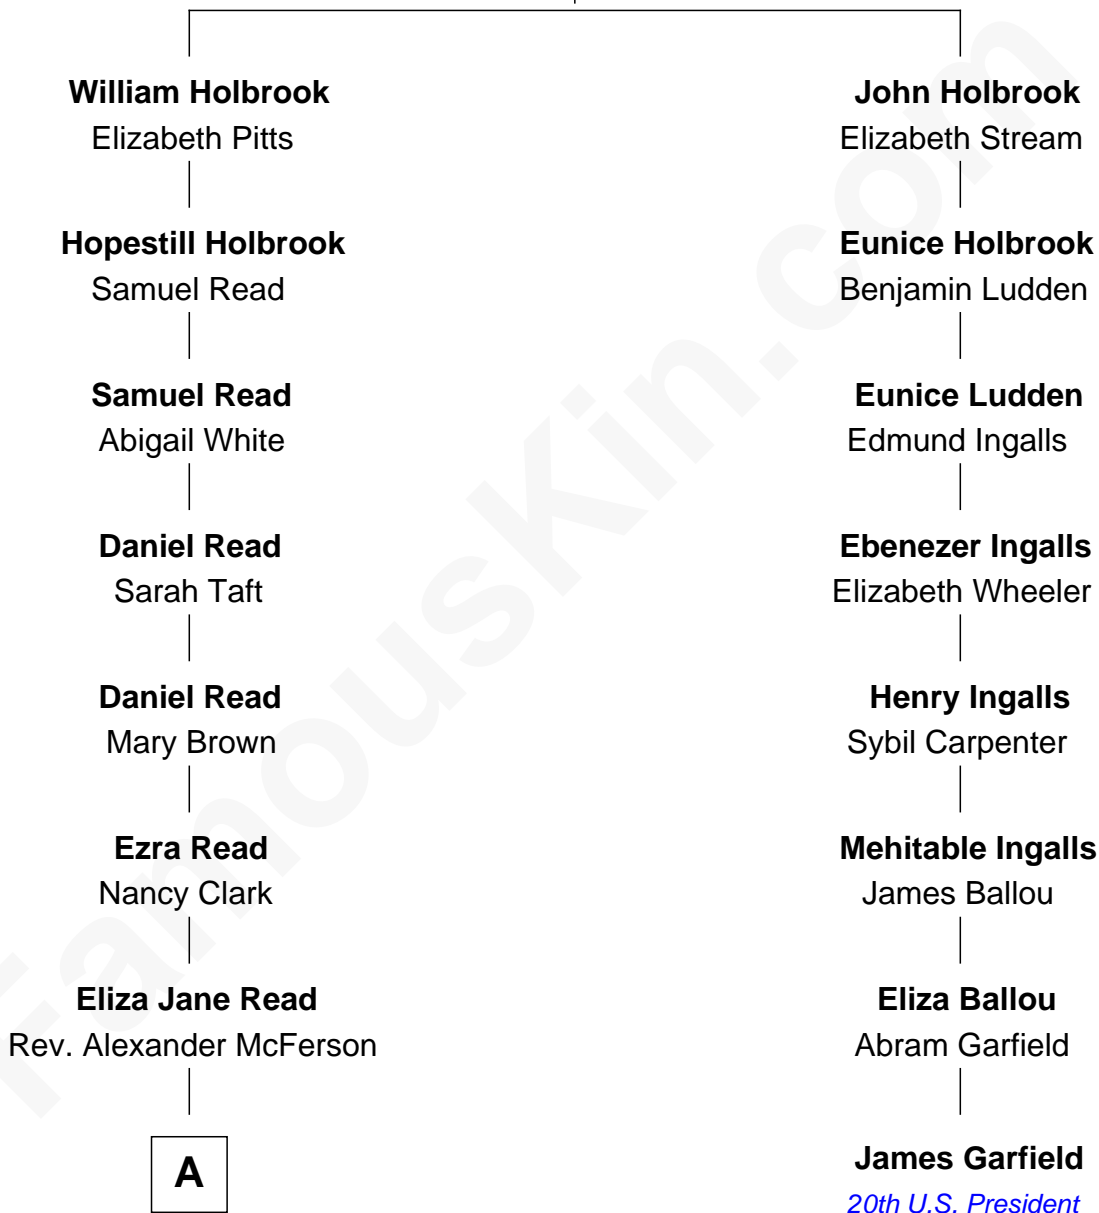 William Holbrook
Elizabeth Pitts
Hopestill Holbrook
Samuel Read
Samuel Read
Abigail White
Daniel Read
Sarah Taft
Daniel Read
Mary Brown
Ezra Read
Nancy Clark
Eliza Jane Read
Rev. Alexander McFerson
A
John Holbrook
Elizabeth Stream
Eunice Holbrook
Benjamin Ludden
Eunice Ludden
Edmund Ingalls
Ebenezer Ingalls
Elizabeth Wheeler
Henry Ingalls
Sybil Carpenter
Mehitable Ingalls
James Ballou
Eliza Ballou
Abram Garfield
James Garfield
20th U.S. President
FamousKin.com